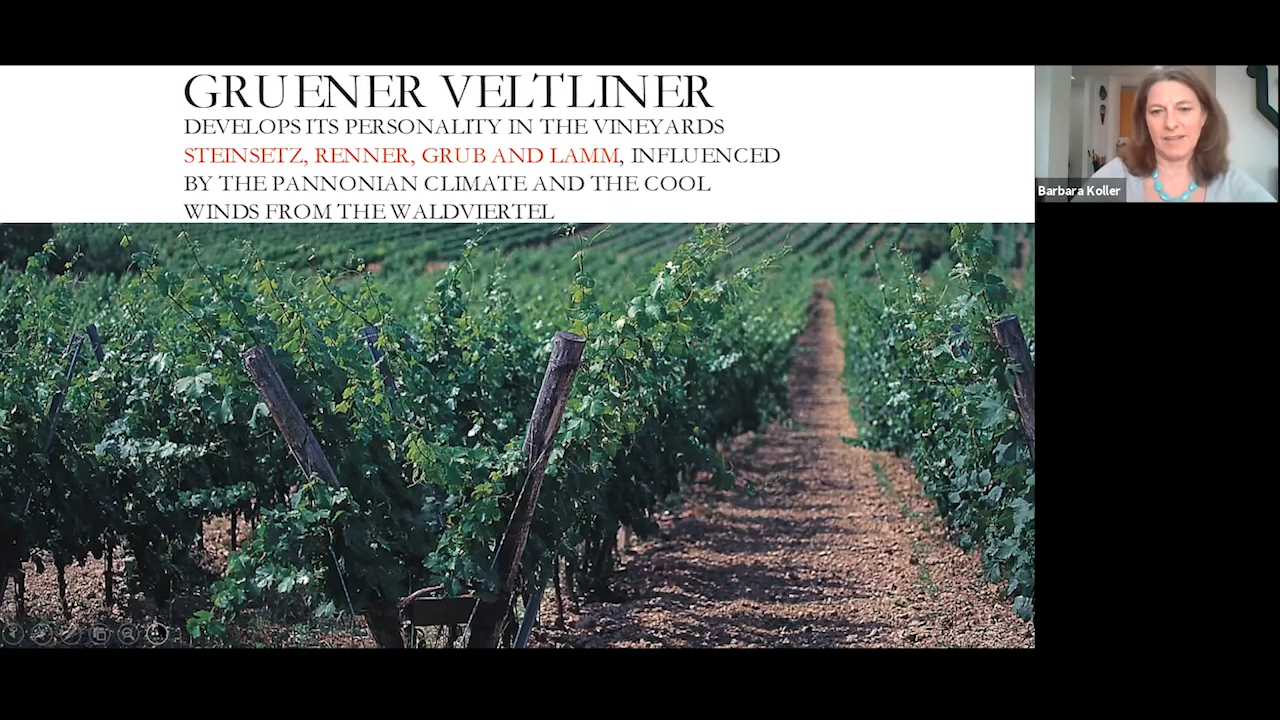 GRUENER VELTLINER
DEVELOPS ITS PERSONALITY IN THE VINEYARDS
STEINSETZ, RENNER, GRUB AND LAMM, INFLUENCED
BY THE PANNONIAN CLIMATE AND THE COOL
WINDS FROM THE WALDVIERTEL
Barbara Koller